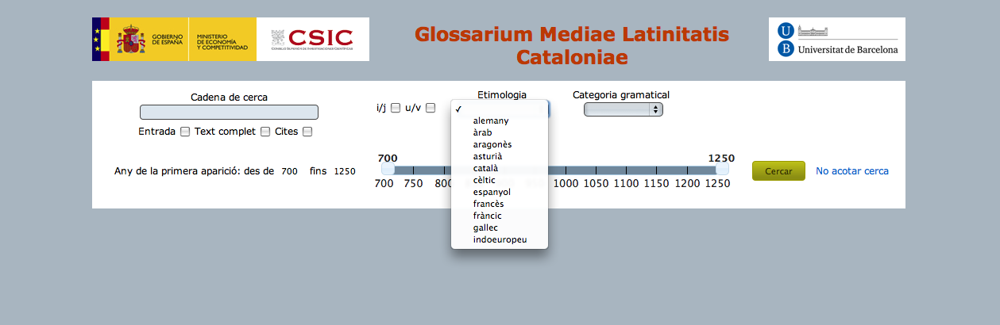 GOBIERNO
DE ESPAÑA
MINISTERIO
DE ECONOMÍA
Y COMPETITIVIDAD
CSIC
CONSEJO SUPERIOR DE INVESTIGACIONES CIENTÍFICAS
Glossarium Mediae Latinitatis
Cataloniae
U
B
Universitat de Barcelona
Cadena de cerca
Entrada Text complet Cites
i/j u/v
Etimologia
✓
alemany
àrab
aragonès
asturià
català
cèltic
espanyol
francès
fràncic
gallec
indoeuropeu
Categoria gramatical
Any de la primera aparició: des de 700 fins 1250
700 1250
700 750 800 1000 1050 1100 1150 1200 1250
Cercar
No acotar cerca